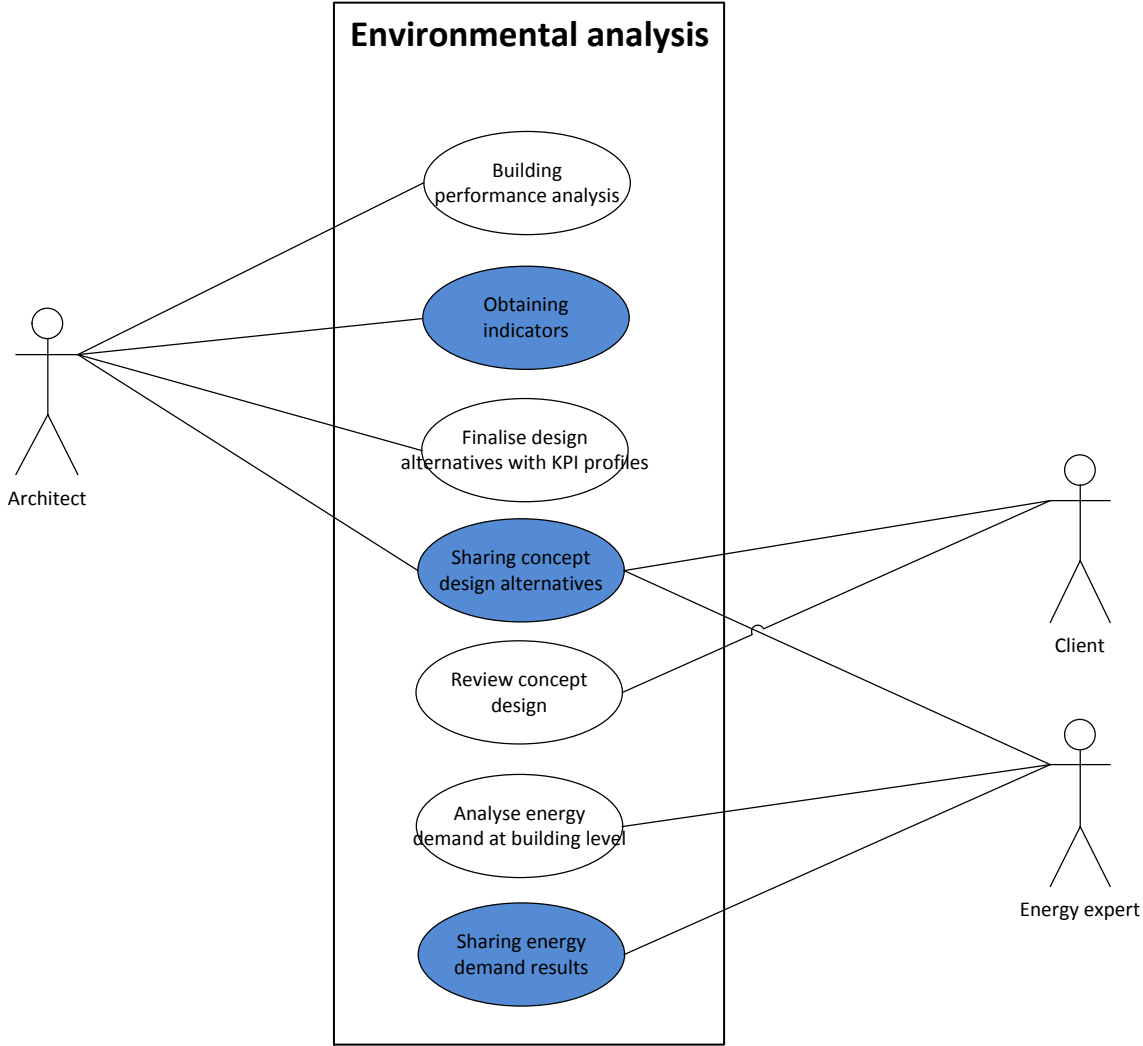 Environmental analysis
Building
performance analysis
Obtaining
indicators
Finalise design
alternatives with KPI profiles
Architect
Sharing concept
design alternatives
Client
Review concept
design
Analyse energy
demand at building level
Energy expert
Sharing energy
demand results